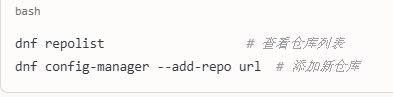 bash
dnf repolist # 查看仓库列表
dnf config-manager --add-repo url # 添加新仓库